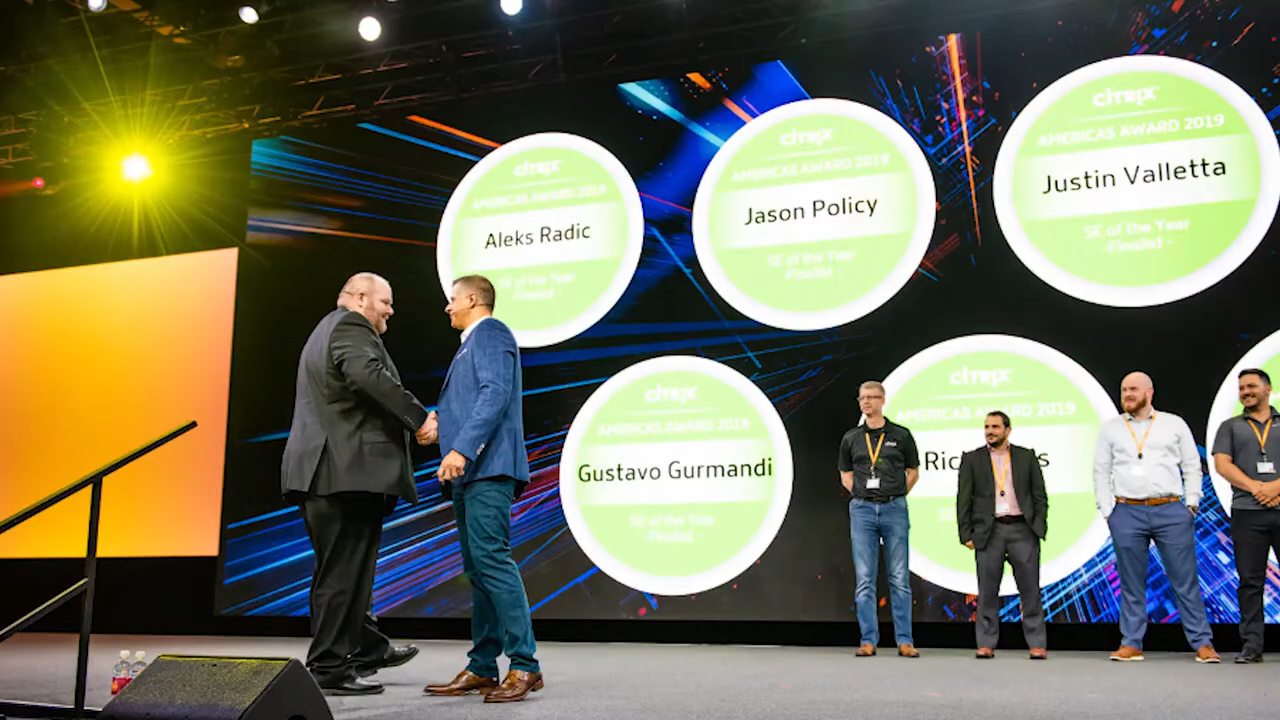 citrix
AMERICAS AWARD 2019
Aleks Radic
SE of the Year
- Finalist -
citrix
AMERICAS AWARD 2019
Jason Policy
SE of the Year
- Finalist -
citrix
AMERICAS AWARD 2019
Justin Valletta
SE of the Year
- Finalist -
citrix
AMERICAS AWARD 2019
Gustavo Gurmandi
SE of the Year
- Finalist -
citrix
AMERICAS AWARD 2019